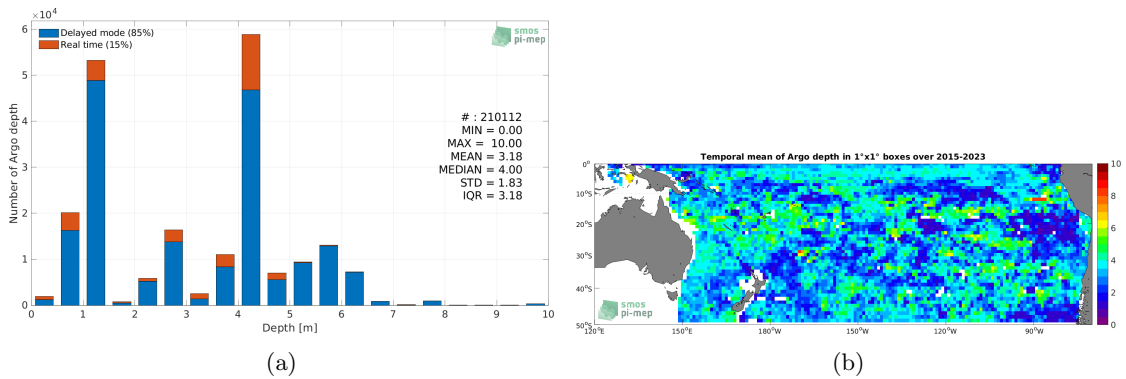 ×10⁴
6
5
4
3
2
1
0
Number of Argo depth
Delayed mode (85%)
Real time (15%)
smos
pi-mep
# : 210112
MIN = 0.00
MAX = 10.00
MEAN = 3.18
MEDIAN = 4.00
STD = 1.83
IQR = 3.18
0 1 2 3 4 5 6 7 8 9 10
Depth [m]
(a)
Temporal mean of Argo depth in 1°x1° boxes over 2015-2023
0°
10°S
20°S
30°S
40°S
50°S
120°E 150°E 180°W 150°W 120°W 90°W
smos
pi-mep
10
8
6
4
2
0
(b)